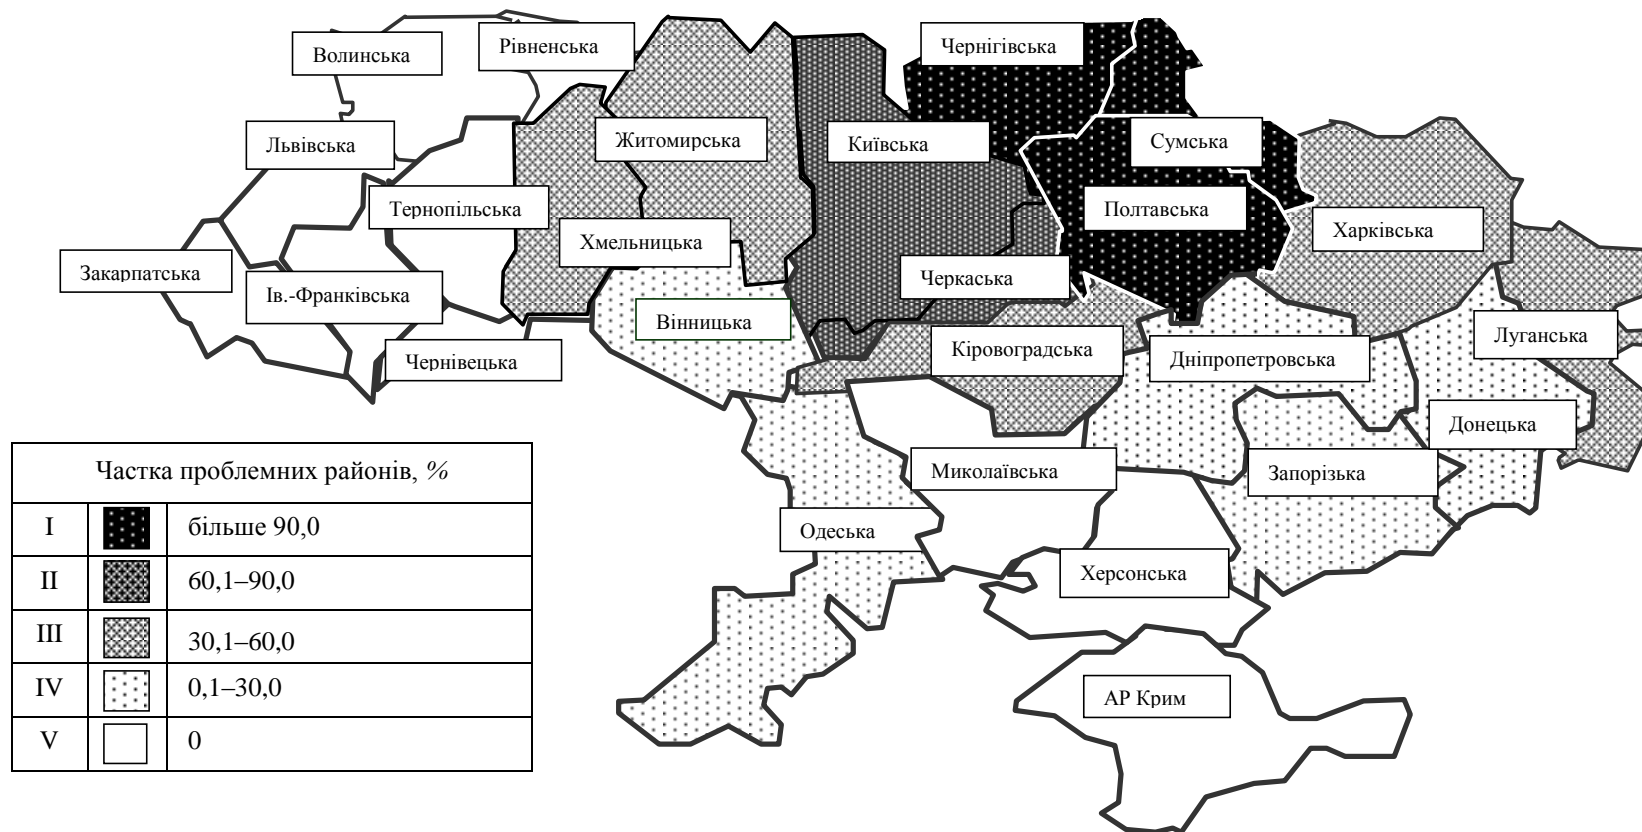 Чернігівська
Рівненська
Волинська
Житомирська
Київська
Сумська
Львівська
Тернопільська
Полтавська
Харківська
Хмельницька
Закарпатська
Черкаська
Ів.-Франківська
Вінницька
Луганська
Чернівецька
Кіровоградська
Дніпропетровська
Донецька
Миколаївська
Запорізька
Одеська
Херсонська
АР Крим
Частка проблемних районів, %
I більше 90,0
II 60,1–90,0
III 30,1–60,0
IV 0,1–30,0
V 0